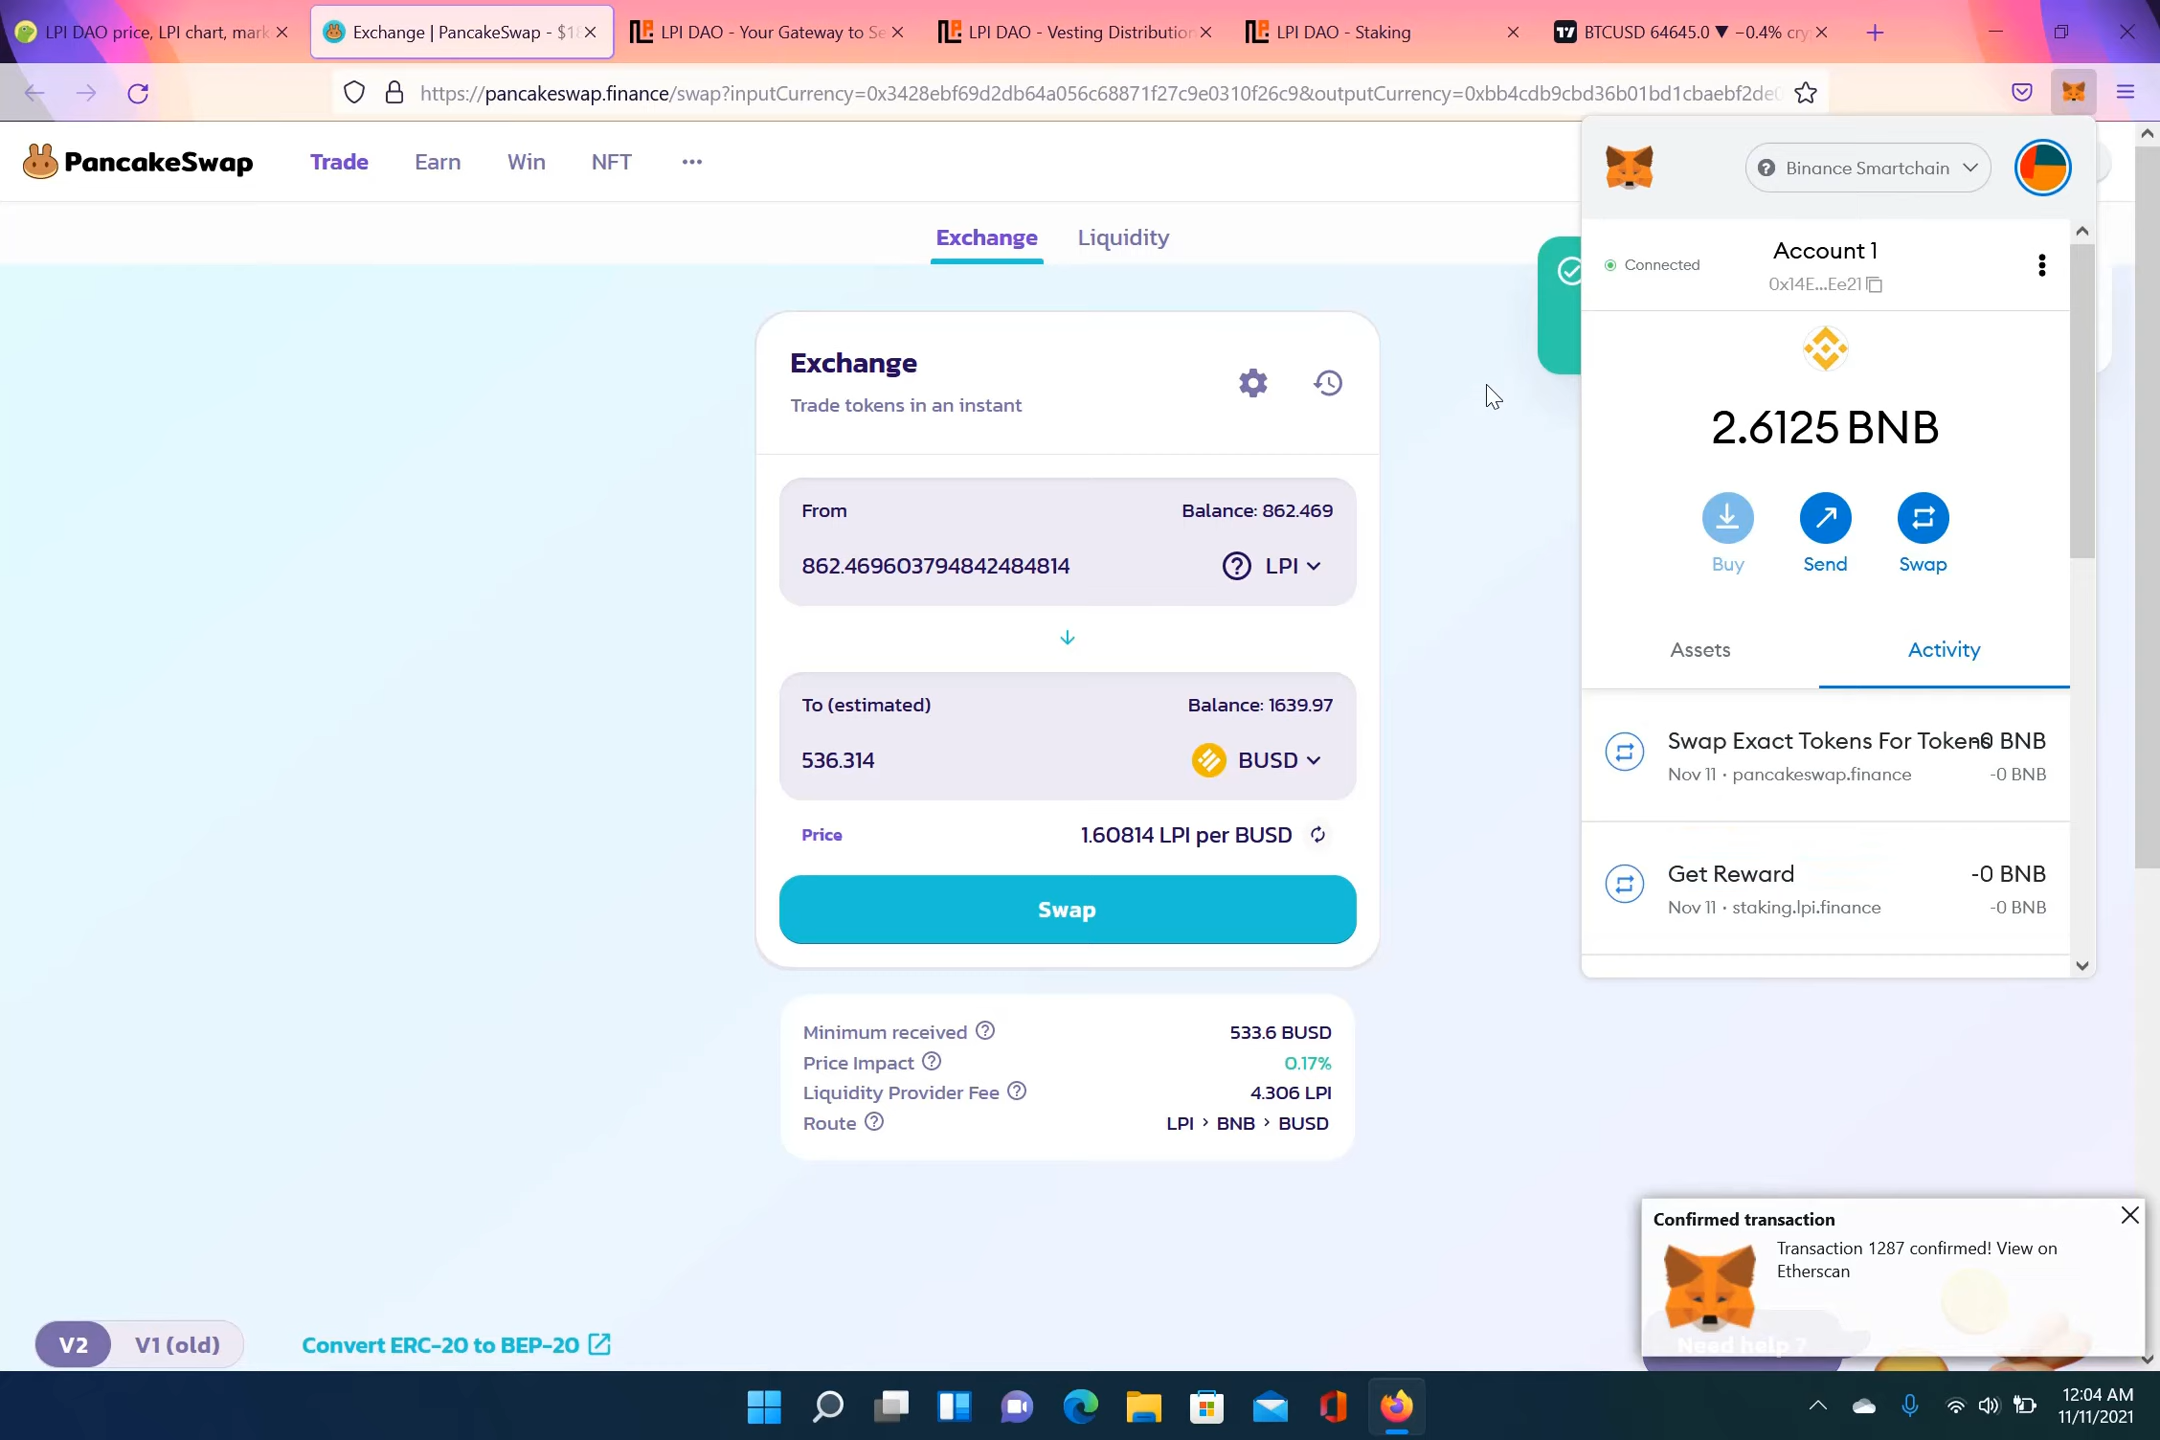 LPI DAO price, LPI chart, mark
Exchange | PancakeSwap - $18
LPI DAO - Your Gateway to Se
LPI DAO - Vesting Distribution
LPI DAO - Staking
BTCUSD 64645.0 ▼ −0.4% cry
https://pancakeswap.finance/swap?inputCurrency=0x3428ebf69d2db64a056c68871f27c9e0310f26c9&outputCurrency=0xbb4cdb9cbd36b01bd1cbaebf2de0
PancakeSwap
Trade
Earn
Win
NFT
Exchange
Liquidity
Exchange
Trade tokens in an instant
From
Balance: 862.469
862.469603794842484814
LPI
To (estimated)
Balance: 1639.97
536.314
BUSD
Price
1.60814 LPI per BUSD
Swap
Minimum received
533.6 BUSD
Price Impact
0.17%
Liquidity Provider Fee
4.306 LPI
Route
LPI > BNB > BUSD
V2
V1 (old)
Convert ERC-20 to BEP-20
Binance Smartchain
Connected
Account 1
0x14E...Ee21
2.6125 BNB
Buy
Send
Swap
Assets
Activity
Swap Exact Tokens For Tokens
-0 BNB
Nov 11 · pancakeswap.finance
-0 BNB
Get Reward
-0 BNB
Nov 11 · staking.lpi.finance
-0 BNB
Confirmed transaction
Transaction 1287 confirmed! View on
Etherscan
Need help ?
12:04 AM
11/11/2021